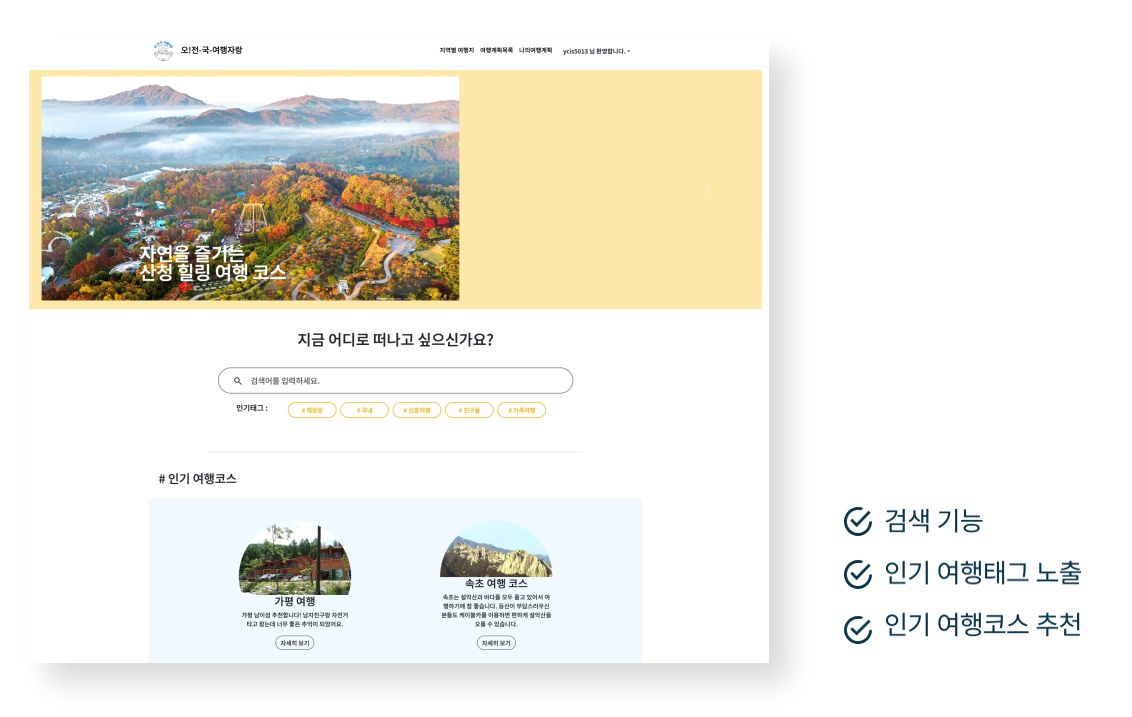 오!전-국-여행자랑
지역별 여행지 여행계획목록 나의여행계획 ycis5013 님 환영합니다.
자연을 즐기는
산청 힐링 여행 코스
지금 어디로 떠나고 싶으신가요?
검색어를 입력하세요.
인기태그 : # 해방촌 # 국내 # 신혼여행 # 친구들 # 가족여행
# 인기 여행코스
가평 여행
가평 남이섬 추천합니다! 남자친구랑 자전거
타고 왔는데 너무 좋은 추억이 되었어요.
자세히 보기
속초 여행 코스
속초는 설악산과 바다를 모두 품고 있어서 여
행하기에 참 좋습니다. 등산이 부담스러우신
분들도 케이블카를 이용하면 편하게 설악산을
오를 수 있습니다.
자세히 보기
검색 기능
인기 여행태그 노출
인기 여행코스 추천